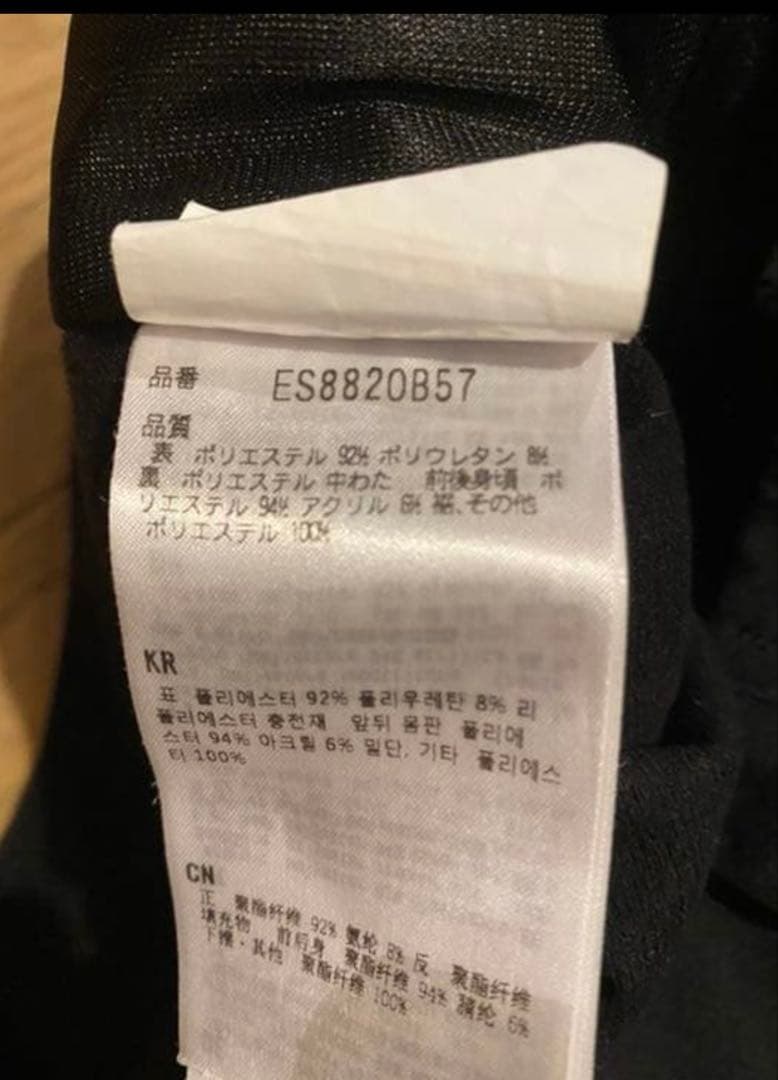 品番 ES8820B57
品質
表 ポリエステル 92% ポリウレタン 8%
裏 ポリエステル 中わた 前後身頃 ポ
リエステル 94% アクリル 6% 裾、その他
ポリエステル 100%
KR
표 폴리에스터 92% 폴리우레탄 8% 리
폴리에스터 충전재 앞뒤 몸판 폴리에
스터 94% 아크릴 6% 밑단, 기타 폴리에스
터 100%
CN
正 聚酯纤维 92% 氨纶 8% 反 聚酯纤维
填充物 前后身 聚酯纤维 94% 腈纶 6%
下摆·其他 聚酯纤维 100%